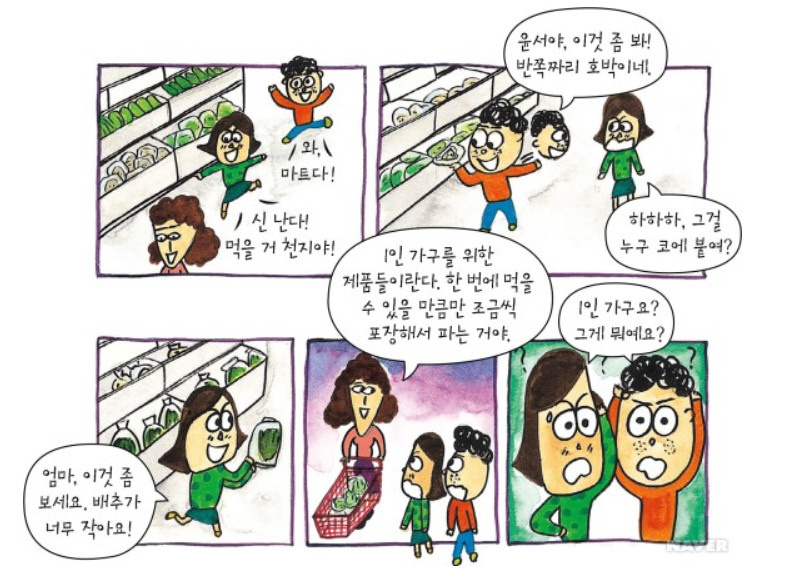 와,
마트다!
신 난다!
먹을 거 천지야!
윤서야, 이것 좀 봐!
반쪽짜리 호박이네.
하하하, 그걸
누구 코에 붙여?
엄마, 이것 좀
보세요. 배추가
너무 작아요!
1인 가구를 위한
제품들이란다. 한 번에 먹을
수 있을 만큼만 조금씩
포장해서 파는 거야.
1인 가구요?
그게 뭐예요?
?
?
NAVER